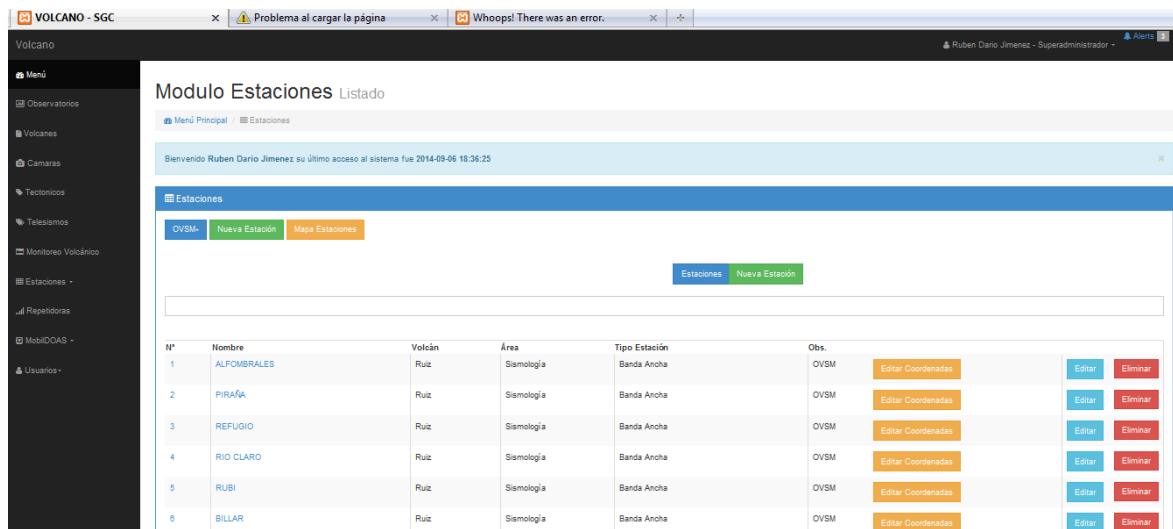 VOLCANO - SGC × Problema al cargar la página × Whoops! There was an error. ×
Volcano
Ruben Dario Jimenez - Superadministrador
Alerts 3
Menú
Observatorios
Volcanes
Camaras
Tectonicos
Telesismos
Monitoreo Volcánico
Estaciones
Repetidoras
MobilDOAS
Usuarios
Modulo Estaciones Listado
Menú Principal / Estaciones
Bienvenido Ruben Dario Jimenez su último acceso al sistema fue 2014-09-06 18:36:25 ×
Estaciones
OVSM Nueva Estación Mapa Estaciones
Estaciones Nueva Estación
N° Nombre Volcán Área Tipo Estación Obs.
1 ALFOMBRALES Ruiz Sismología Banda Ancha OVSM Editar Coordenadas Editar Eliminar
2 PIRAÑA Ruiz Sismología Banda Ancha OVSM Editar Coordenadas Editar Eliminar
3 REFUGIO Ruiz Sismología Banda Ancha OVSM Editar Coordenadas Editar Eliminar
4 RIO CLARO Ruiz Sismología Banda Ancha OVSM Editar Coordenadas Editar Eliminar
5 RUBI Ruiz Sismología Banda Ancha OVSM Editar Coordenadas Editar Eliminar
6 BILLAR Ruiz Sismología Banda Ancha OVSM Editar Coordenadas Editar Eliminar